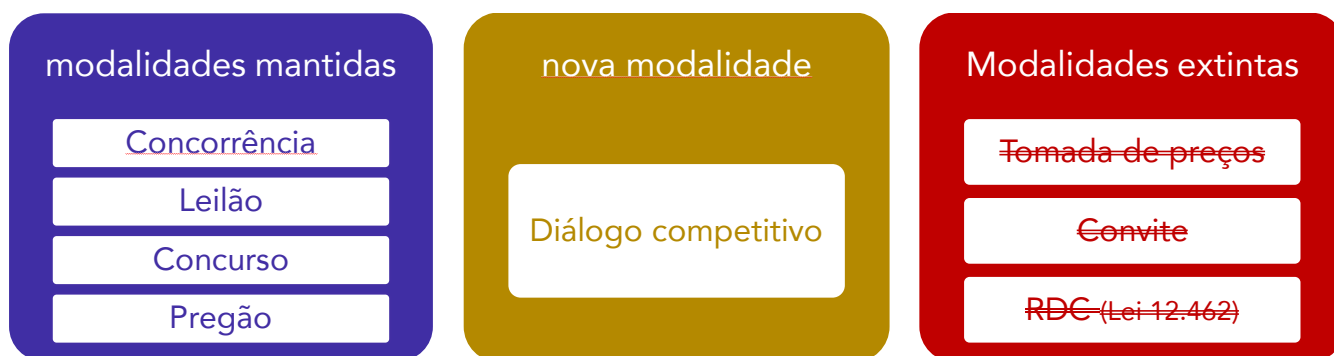 modalidades mantidas
Concorrência
Leilão
Concurso
Pregão
nova modalidade
Diálogo competitivo
Modalidades extintas
Tomada de preços
Convite
RDC (Lei 12.462)